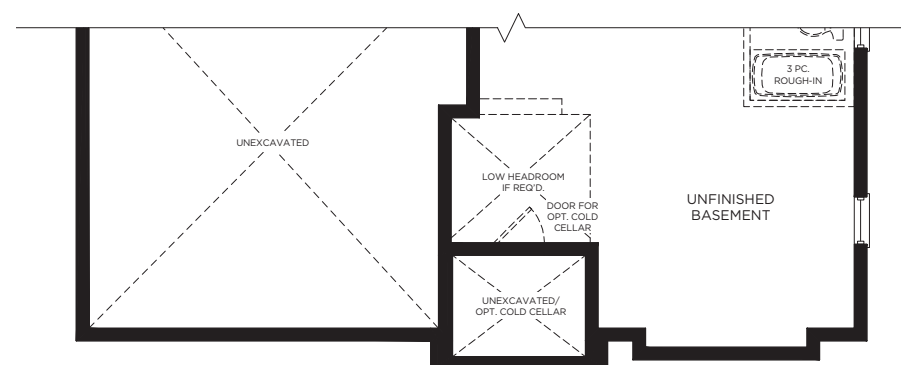 3 PC.
ROUGH-IN
UNEXCAVATED
LOW HEADROOM
IF REQ'D.
UNFINISHED
BASEMENT
DOOR FOR
OPT. COLD
CELLAR
UNEXCAVATED/
OPT. COLD CELLAR